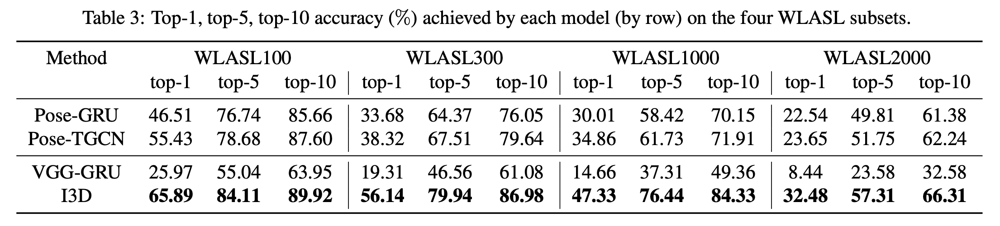 Table 3: Top-1, top-5, top-10 accuracy (%) achieved by each model (by row) on the four WLASL subsets.
Method WLASL100 WLASL300 WLASL1000 WLASL2000
top-1 top-5 top-10 top-1 top-5 top-10 top-1 top-5 top-10 top-1 top-5 top-10
Pose-GRU 46.51 76.74 85.66 33.68 64.37 76.05 30.01 58.42 70.15 22.54 49.81 61.38
Pose-TGCN 55.43 78.68 87.60 38.32 67.51 79.64 34.86 61.73 71.91 23.65 51.75 62.24
VGG-GRU 25.97 55.04 63.95 19.31 46.56 61.08 14.66 37.31 49.36 8.44 23.58 32.58
I3D 65.89 84.11 89.92 56.14 79.94 86.98 47.33 76.44 84.33 32.48 57.31 66.31